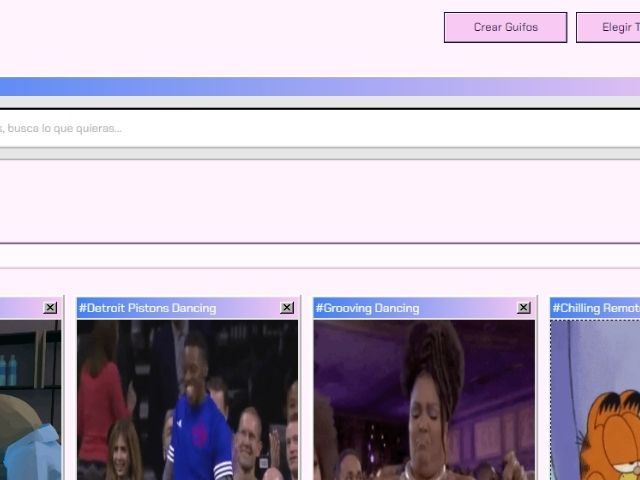 Crear Guifos
Elegir T
s, busca lo que quieras...
#Detroit Pistons Dancing
#Grooving Dancing
#Chilling Remot